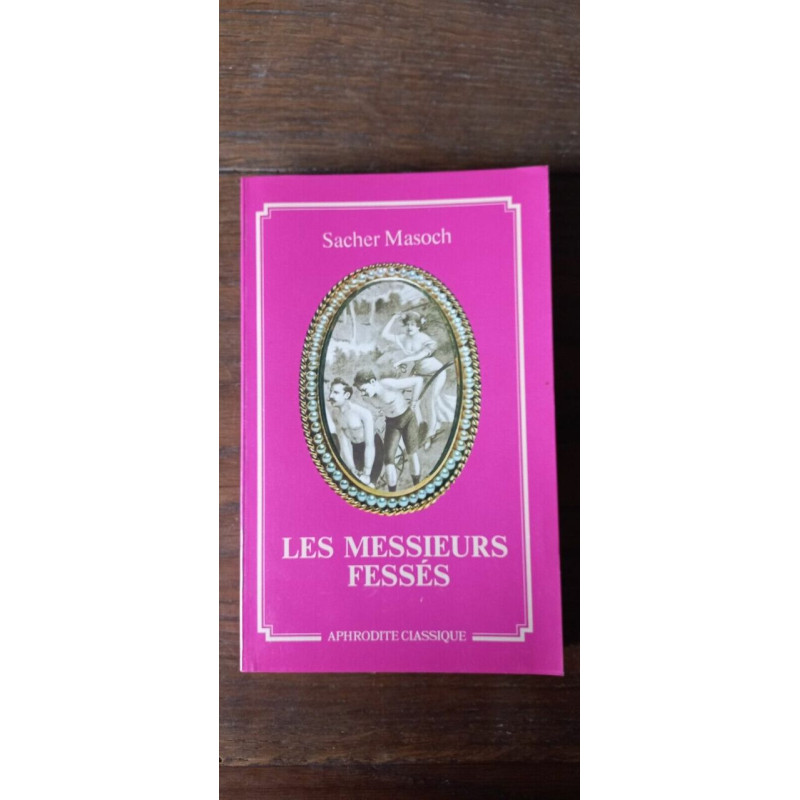 Sacher Masoch
LES MESSIEURS
FESSÉS
APHRODITE CLASSIQUE